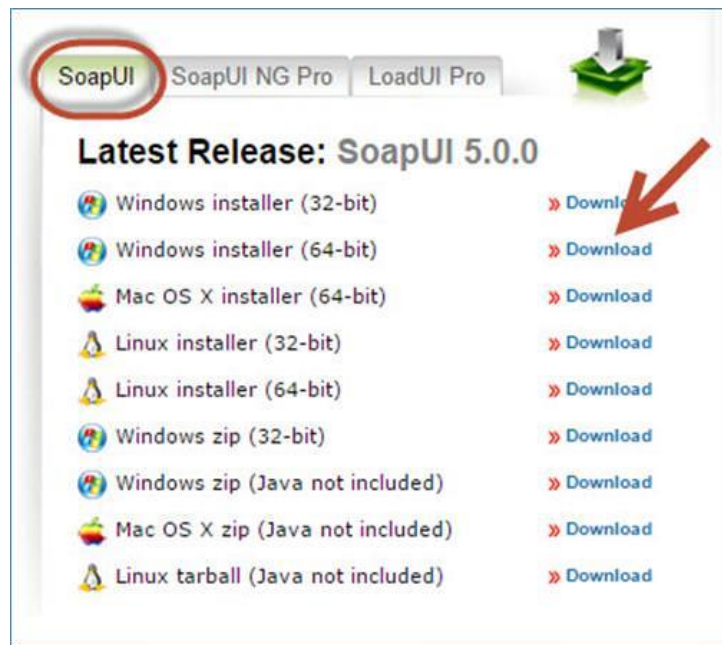 SoapUI SoapUI NG Pro LoadUI Pro
Latest Release: SoapUI 5.0.0
Windows installer (32-bit) » Downlo
Windows installer (64-bit) » Download
Mac OS X installer (64-bit) » Download
Linux installer (32-bit) » Download
Linux installer (64-bit) » Download
Windows zip (32-bit) » Download
Windows zip (Java not included) » Download
Mac OS X zip (Java not included) » Download
Linux tarball (Java not included) » Download